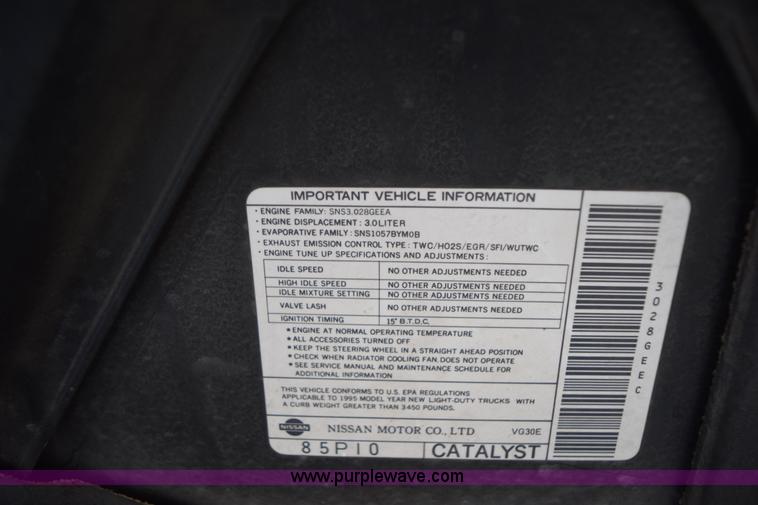 IMPORTANT VEHICLE INFORMATION
· ENGINE FAMILY: SNS3.028GEEA
· ENGINE DISPLACEMENT : 3.0LITER
· EVAPORATIVE FAMILY: SNS1057BYM0B
· EXHAUST EMISSION CONTROL TYPE : TWC/HO2S/EGR/SFI/WUTWC
· ENGINE TUNE UP SPECIFICATIONS AND ADJUSTMENTS:
IDLE SPEED NO OTHER ADJUSTMENTS NEEDED
HIGH IDLE SPEED NO OTHER ADJUSTMENTS NEEDED
IDLE MIXTURE SETTING NO OTHER ADJUSTMENTS NEEDED
VALVE LASH NO OTHER ADJUSTMENTS NEEDED
IGNITION TIMING 15° B.T.D.C.
* ENGINE AT NORMAL OPERATING TEMPERATURE
* ALL ACCESSORIES TURNED OFF
* KEEP THE STEERING WHEEL IN A STRAIGHT AHEAD POSITION
* CHECK WHEN RADIATOR COOLING FAN DOES NOT OPERATE
* SEE SERVICE MANUAL AND MAINTENANCE SCHEDULE FOR
ADDITIONAL INFORMATION
THIS VEHICLE CONFORMS TO U.S. EPA REGULATIONS
APPLICABLE TO 1995 MODEL YEAR NEW LIGHT-DUTY TRUCKS WITH
A CURB WEIGHT GREATER THAN 3450 POUNDS.
NISSAN NISSAN MOTOR CO., LTD VG30E
85P10 CATALYST
3028GEEC
www.purplewave.com